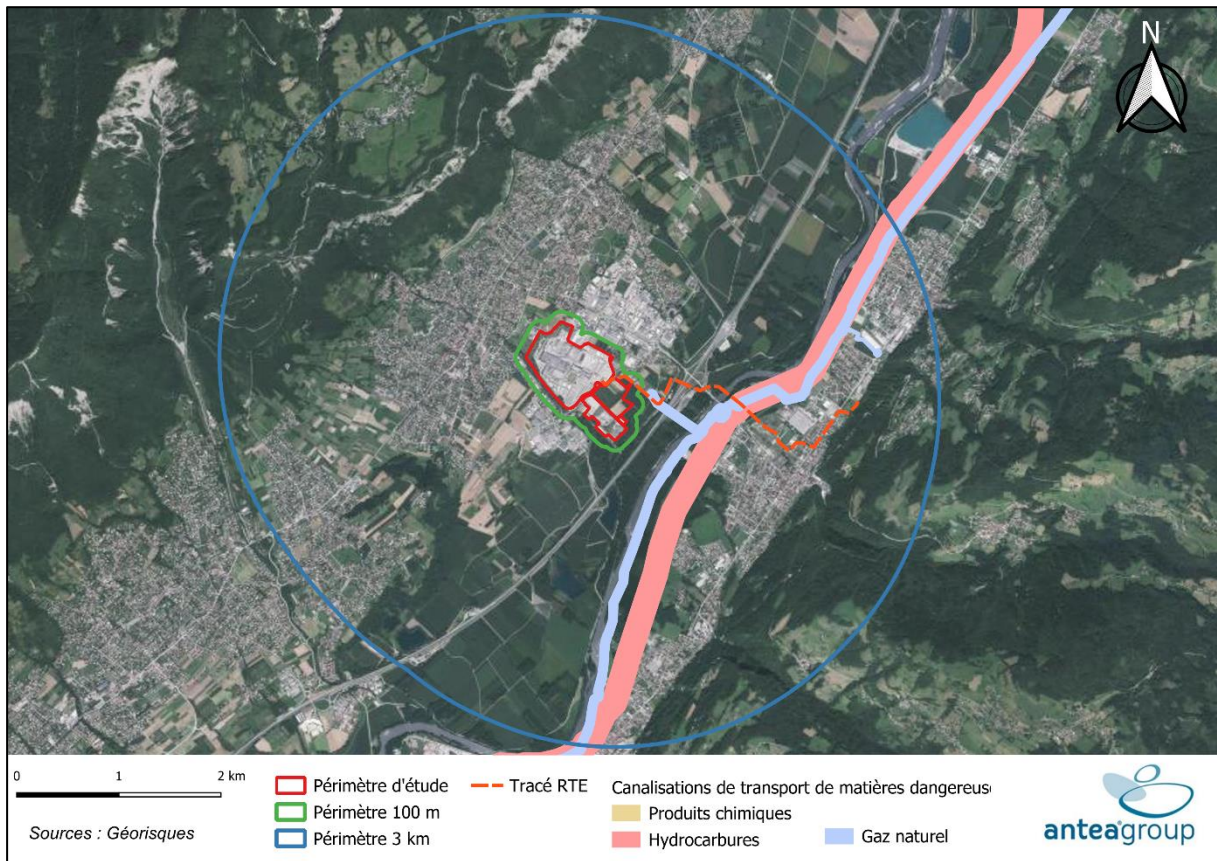 N
0 1 2 km
Sources : Géorisques
Périmètre d'étude
Périmètre 100 m
Périmètre 3 km
Tracé RTE
Canalisations de transport de matières dangereus
Produits chimiques
Hydrocarbures
Gaz naturel
anteagroup